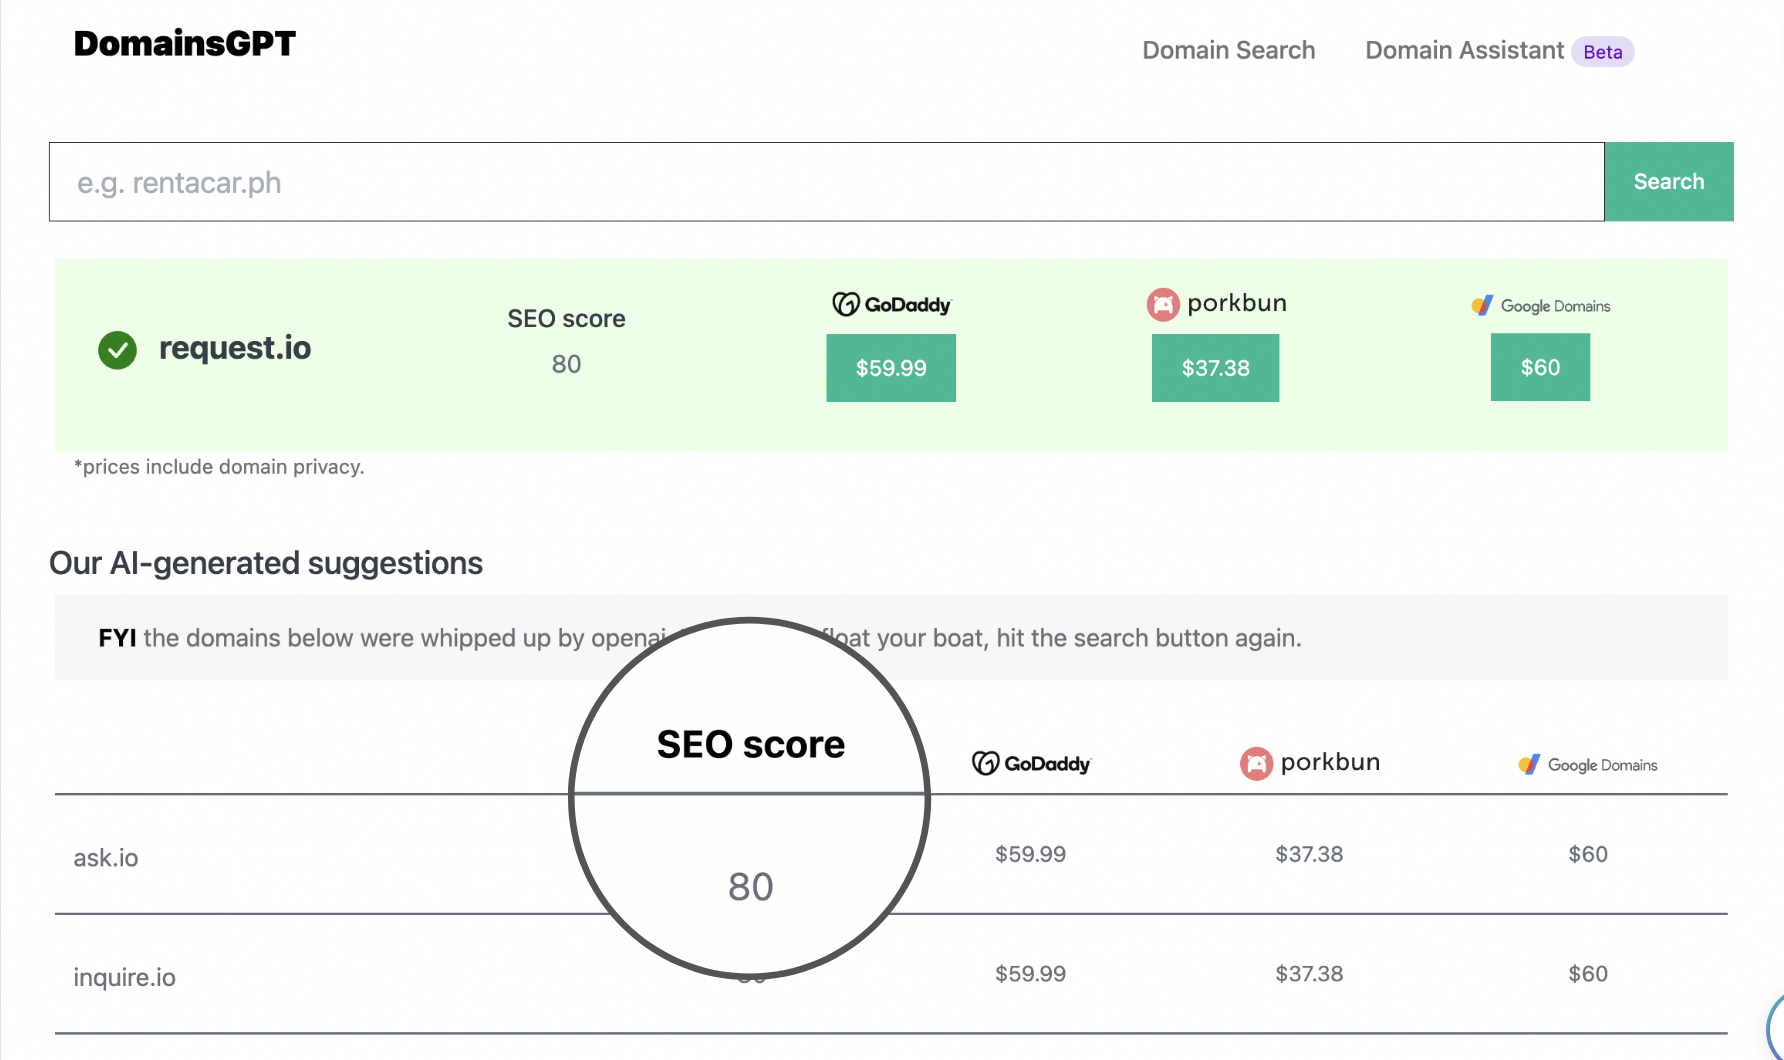 DomainsGPT
Domain Search Domain Assistant Beta
e.g. rentacar.ph Search
request.io
SEO score
80
GoDaddy
$59.99
porkbun
$37.38
Google Domains
$60
*prices include domain privacy.
Our AI-generated suggestions
FYI the domains below were whipped up by openai float your boat, hit the search button again.
SEO score GoDaddy porkbun Google Domains
ask.io 80 $59.99 $37.38 $60
inquire.io $59.99 $37.38 $60